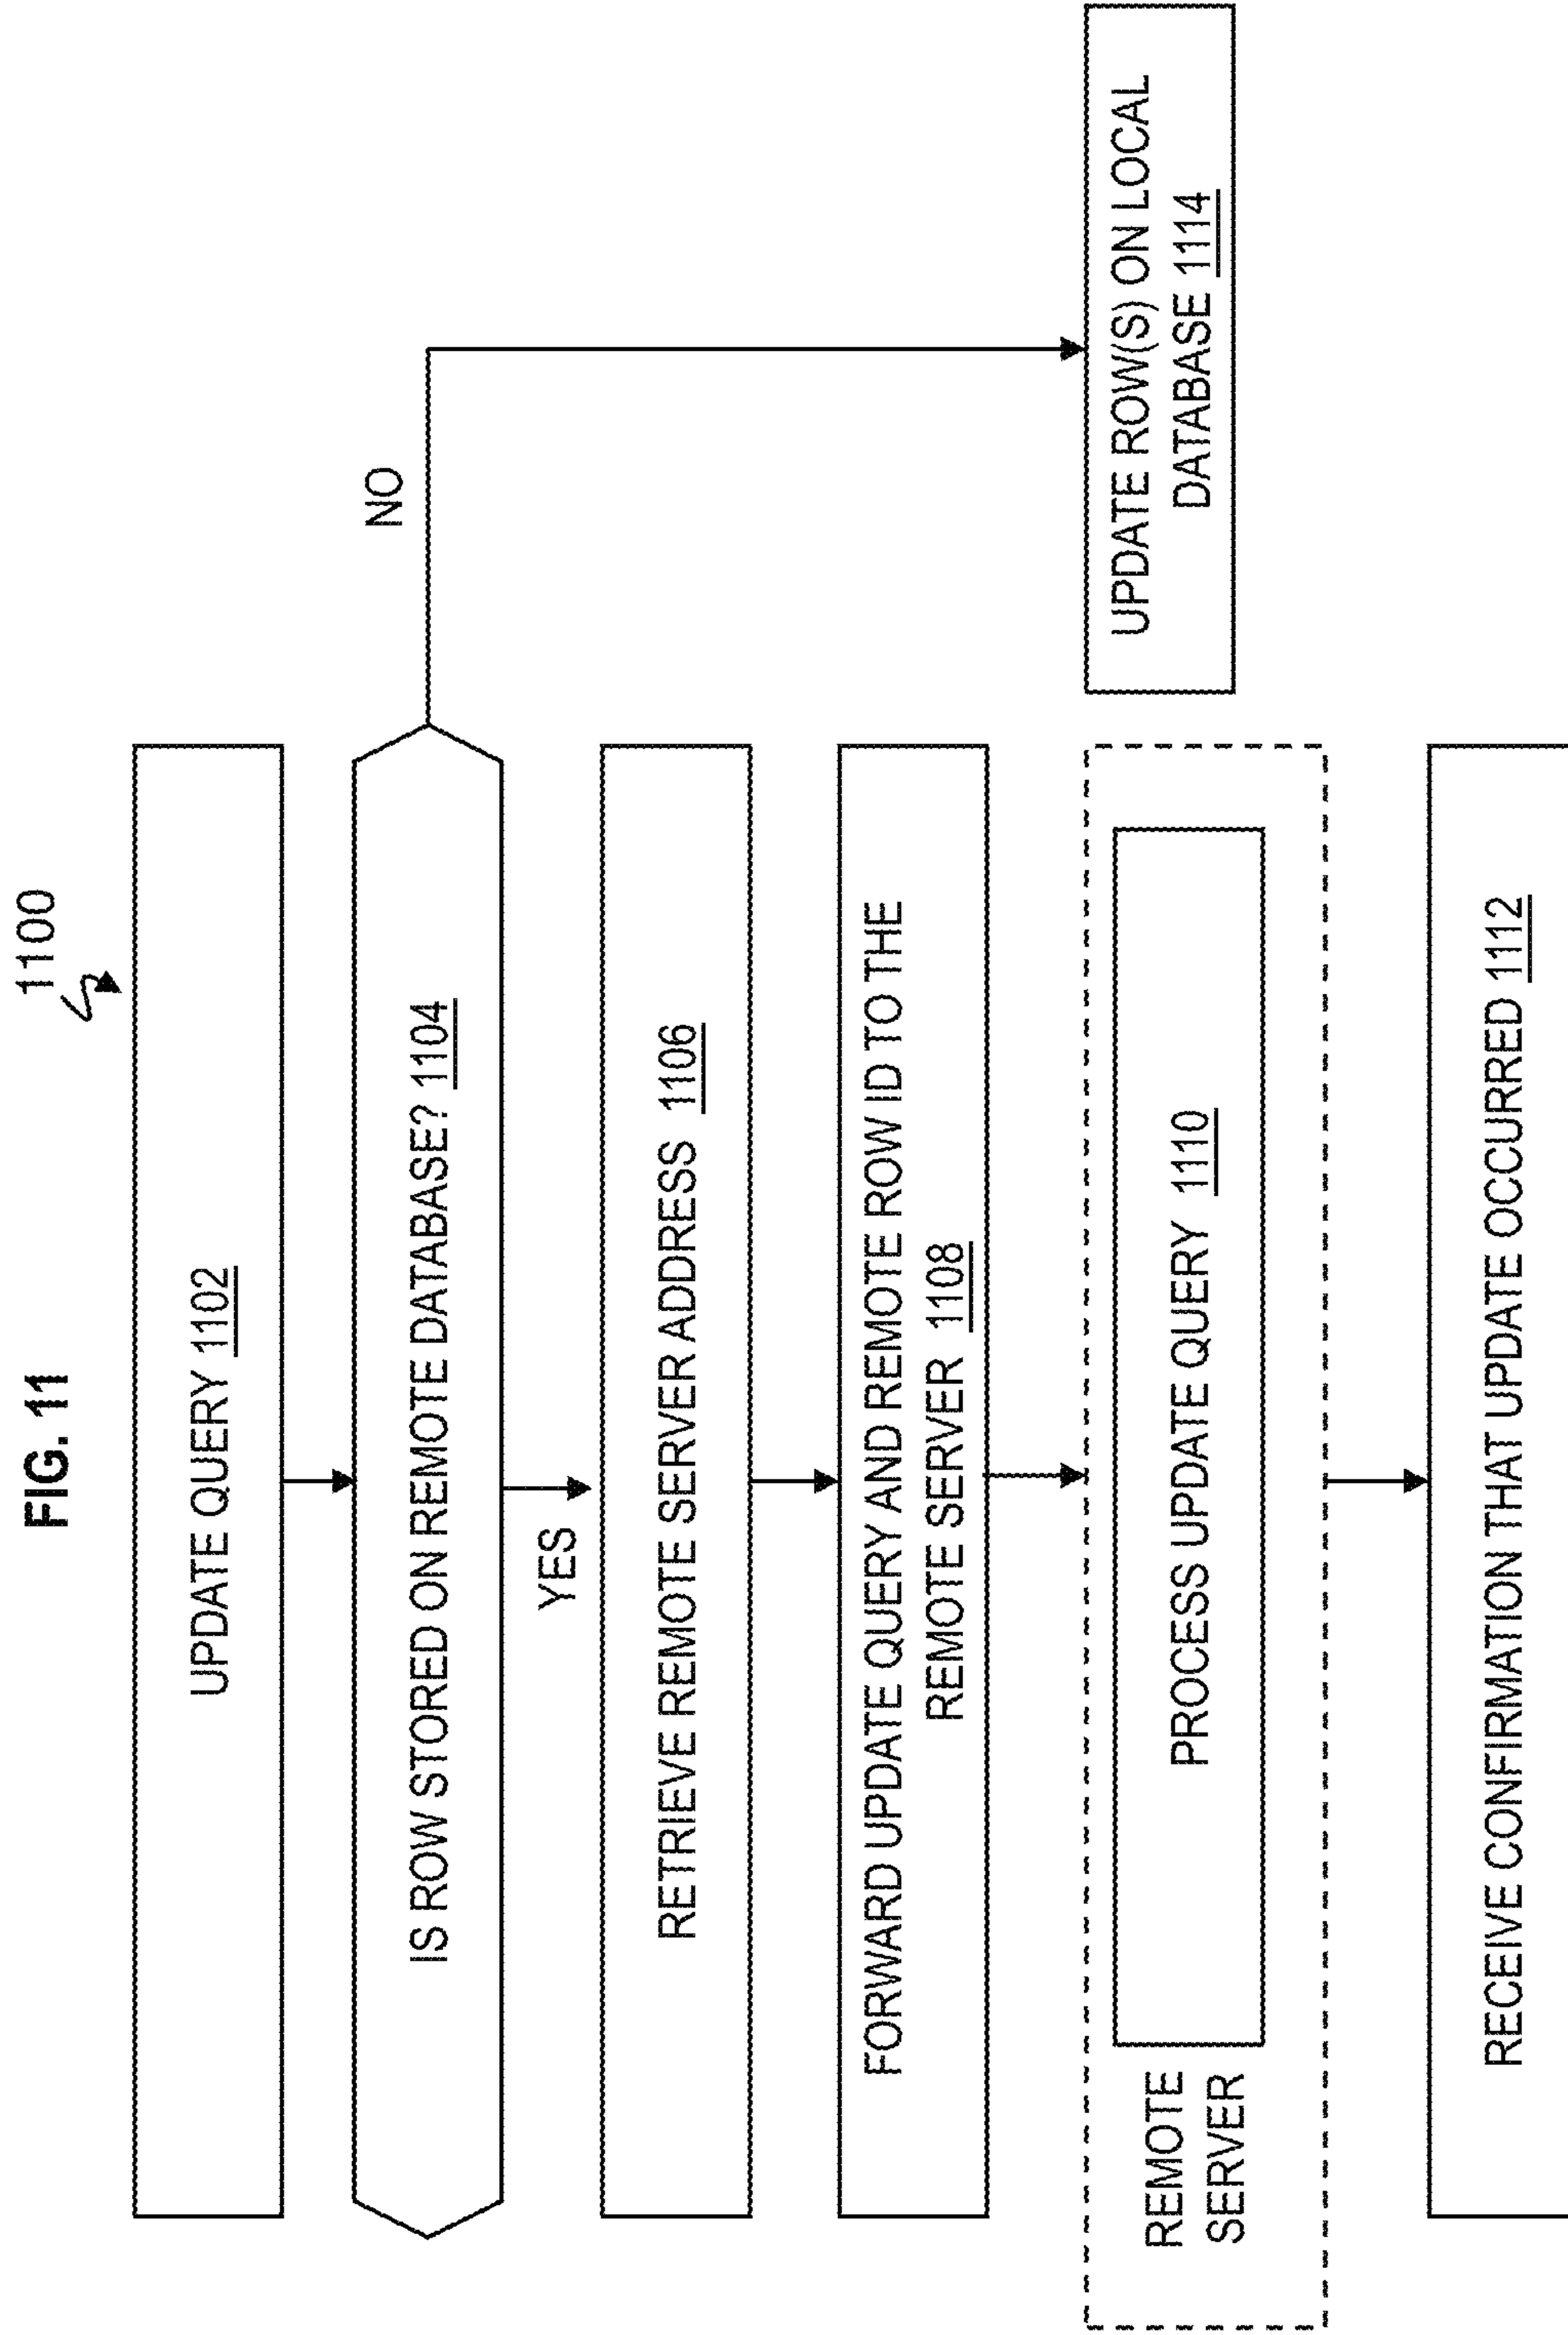 FIG. 11
1100
UPDATE QUERY 1102
IS ROW STORED ON REMOTE DATABASE? 1104
NO
YES
RETRIEVE REMOTE SERVER ADDRESS 1106
FORWARD UPDATE QUERY AND REMOTE ROW ID TO THE
REMOTE SERVER 1108
REMOTE
SERVER
PROCESS UPDATE QUERY 1110
UPDATE ROW(S) ON LOCAL
DATABASE 1114
RECEIVE CONFIRMATION THAT UPDATE OCCURRED 1112